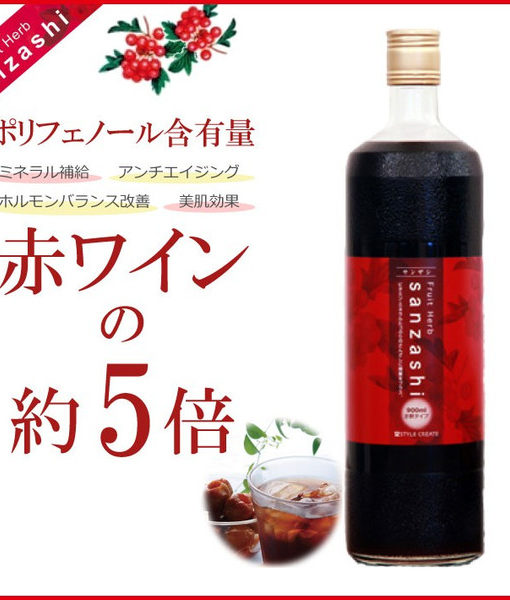 t Herb
izashi
ポリフェノール含有量
ミネラル補給 アンチエイジング
ホルモンバランス改善 美肌効果
赤ワイン
の
約5倍
サンザシ
Fruit Herb
sanzashi
900ml
STYLE CREATE